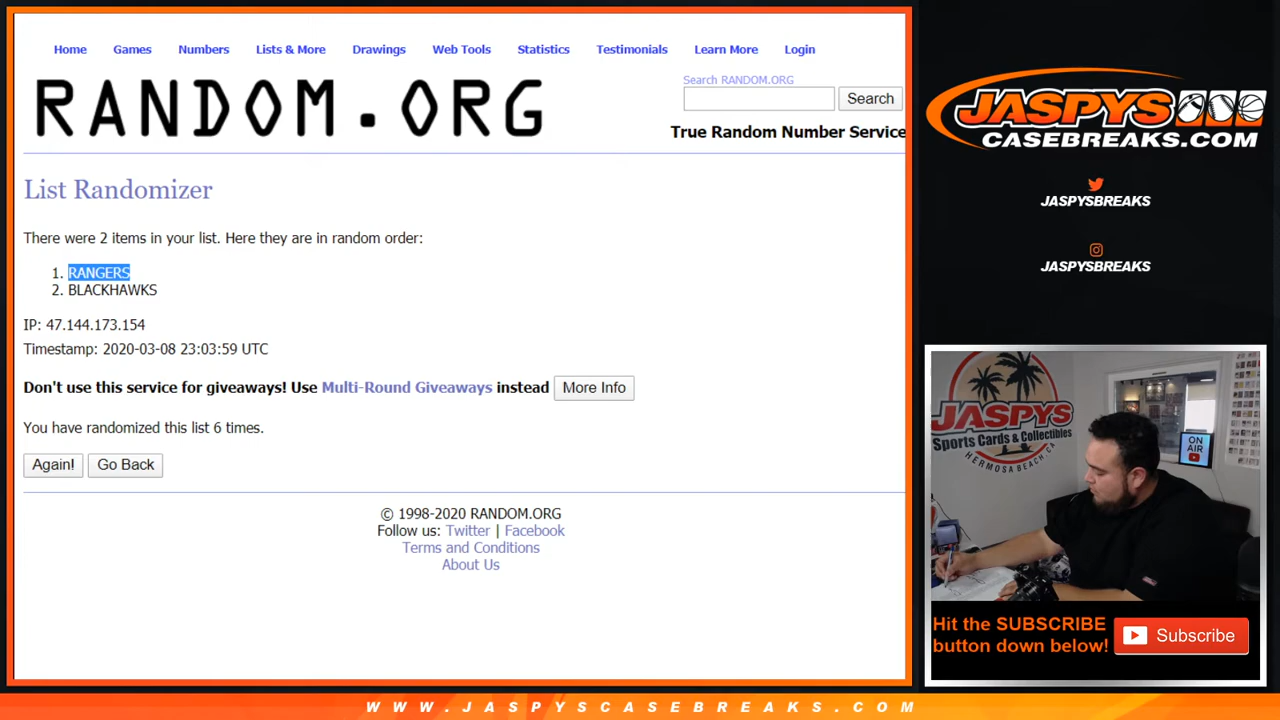 Home Games Numbers Lists & More Drawings Web Tools Statistics Testimonials Learn More Login
RANDOM.ORG
Search RANDOM.ORG
Search
True Random Number Service
List Randomizer
There were 2 items in your list. Here they are in random order:
1. RANGERS
2. BLACKHAWKS
IP: 47.144.173.154
Timestamp: 2020-03-08 23:03:59 UTC
Don't use this service for giveaways! Use Multi-Round Giveaways instead More Info
You have randomized this list 6 times.
Again! Go Back
© 1998-2020 RANDOM.ORG
Follow us: Twitter | Facebook
Terms and Conditions
About Us
JASPYS
CASEBREAKS.COM
JASPYSBREAKS
JASPYSBREAKS
JASPYS
Sports Cards & Collectibles
HERMOSA BEACH, CA
ON
AIR
Hit the SUBSCRIBE
button down below!
Subscribe
WWW.JASPYSCASEBREAKS.COM